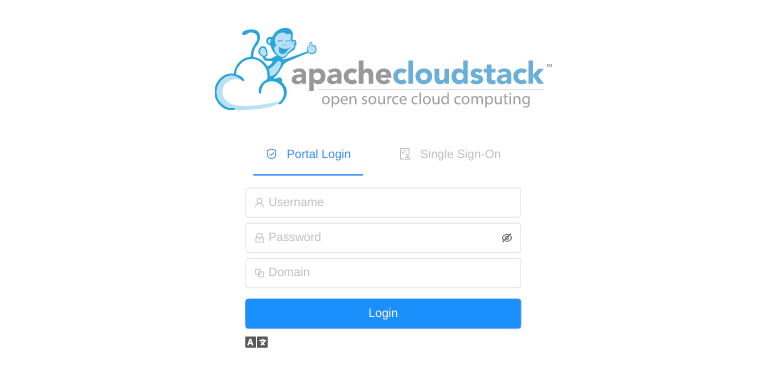 apachecloudstack™
open source cloud computing
Portal Login
Single Sign-On
Username
Password
Domain
Login
A